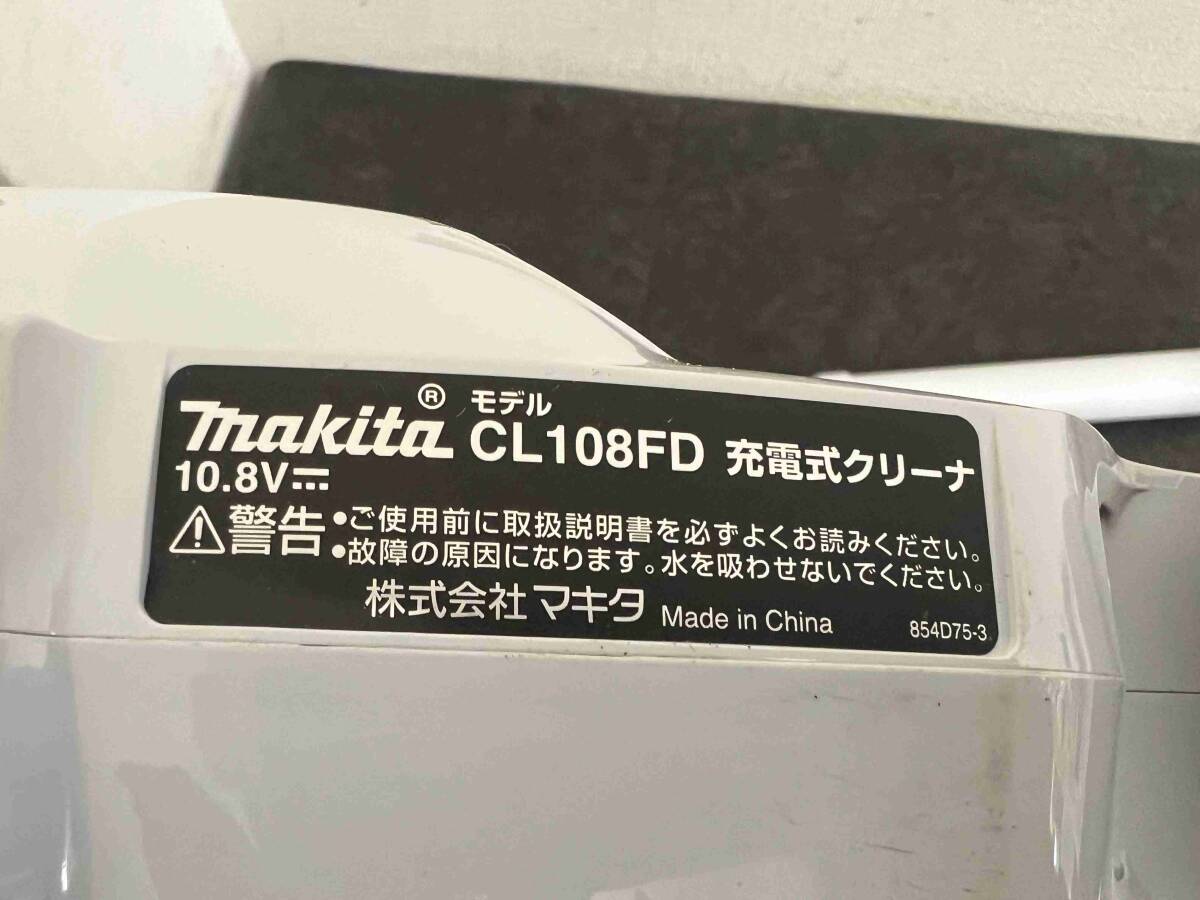 makita® モデル CL108FD 充電式クリーナ
10.8V⎓
⚠警告 •ご使用前に取扱説明書を必ずよくお読みください。
•故障の原因になります。水を吸わせないでください。
株式会社マキタ Made in China 854D75-3